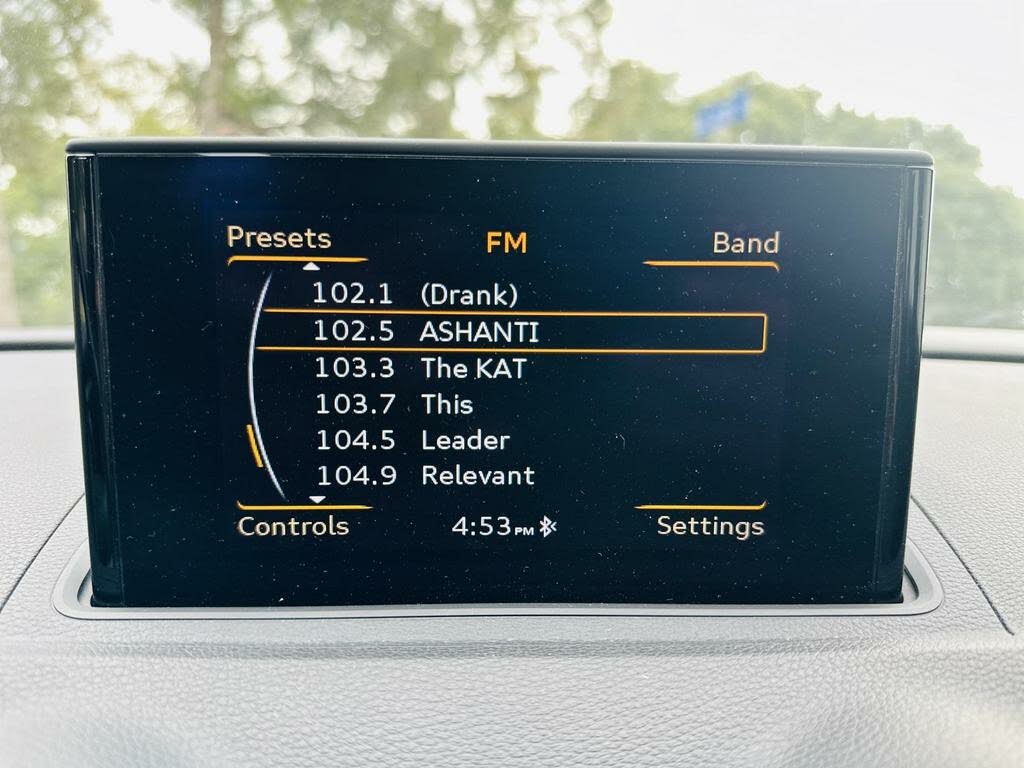 Presets FM Band
102.1 (Drank)
102.5 ASHANTI
103.3 The KAT
103.7 This
104.5 Leader
104.9 Relevant
Controls 4:53PM Settings